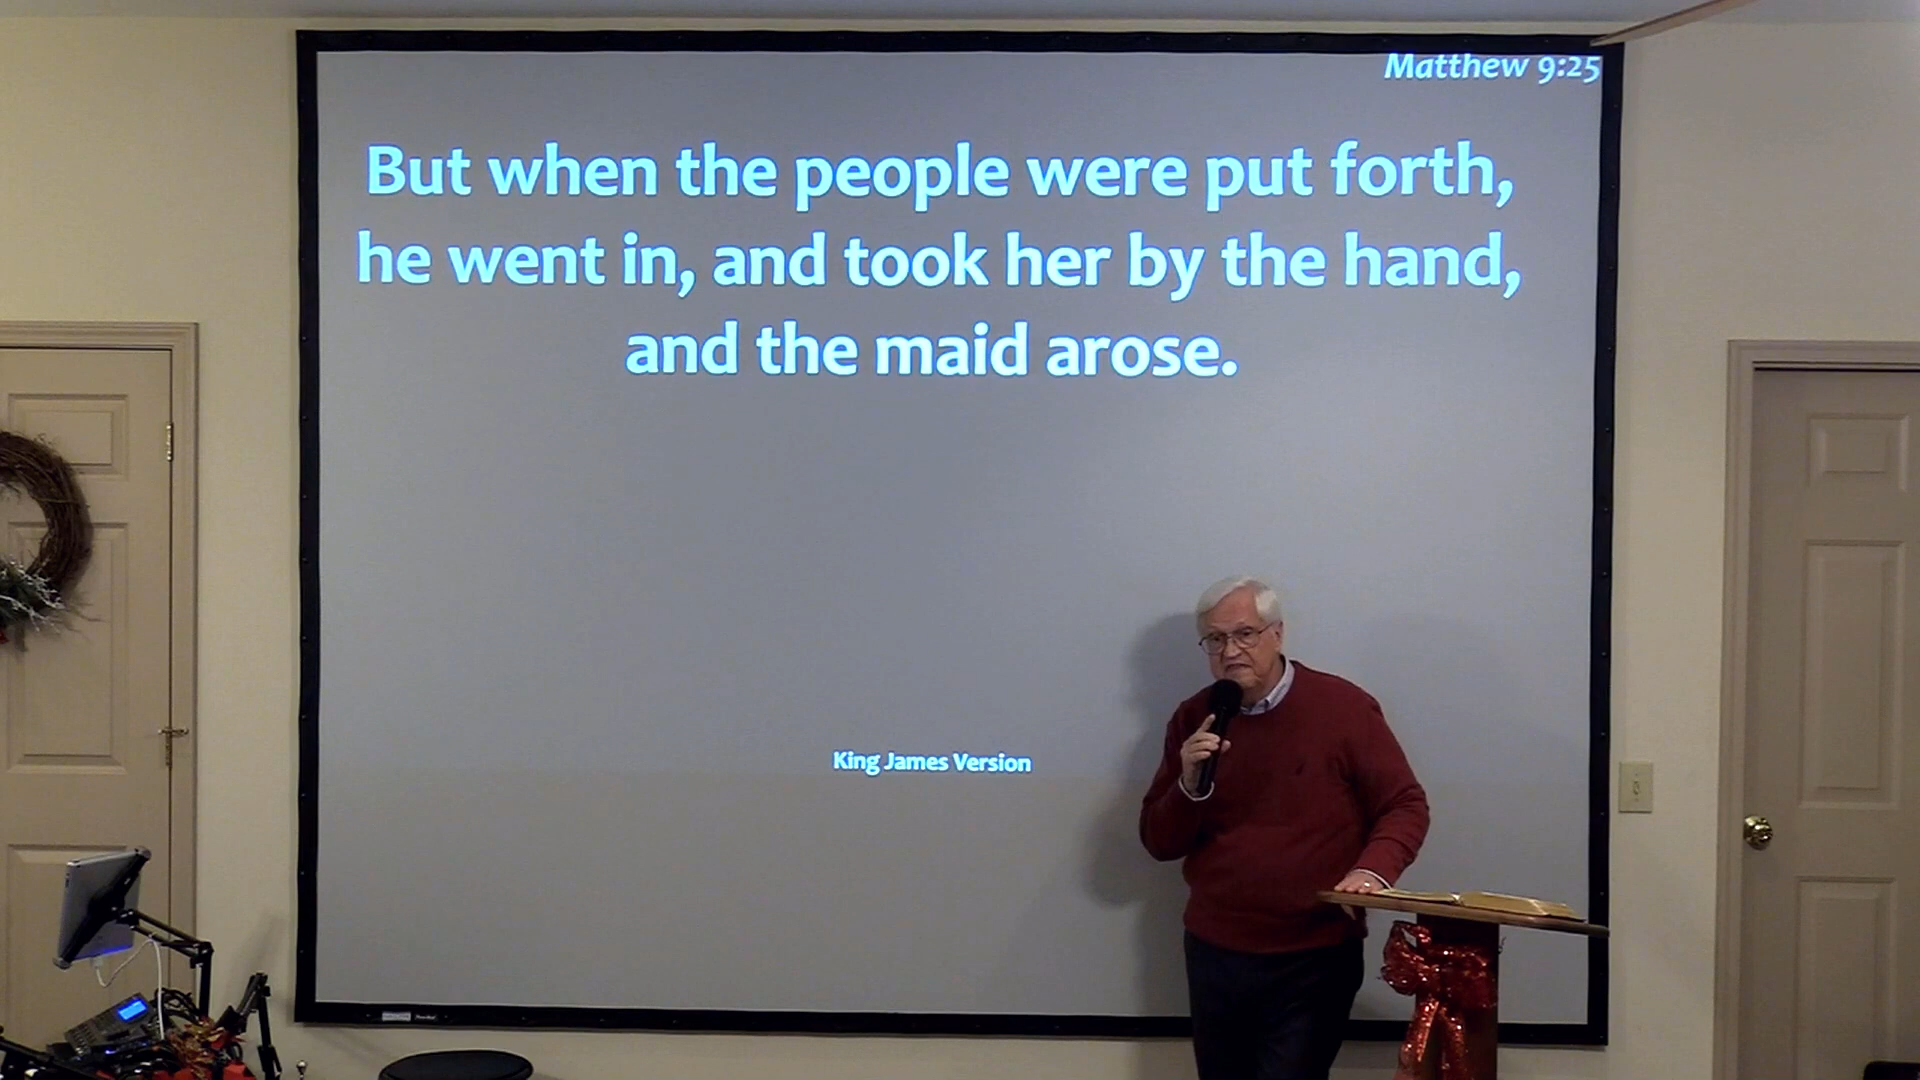 Matthew 9:25
But when the people were put forth,
he went in, and took her by the hand,
and the maid arose.
King James Version